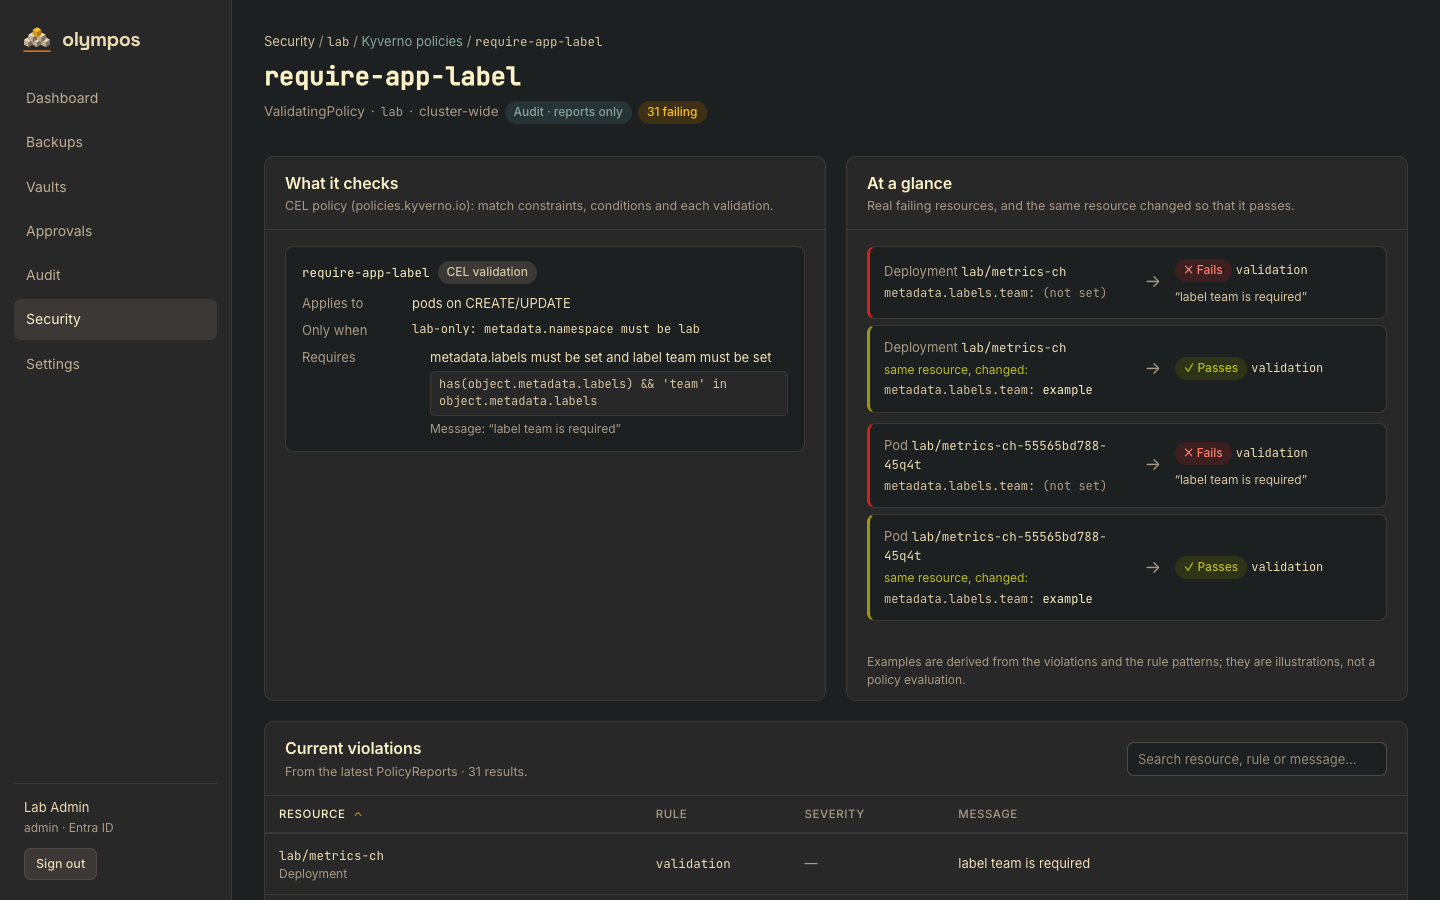 olympos
Dashboard
Backups
Vaults
Approvals
Audit
Security
Settings
Lab Admin
admin · Entra ID
Sign out
Security / lab / Kyverno policies / require-app-label
require-app-label
ValidatingPolicy · lab · cluster-wide Audit · reports only 31 failing
What it checks
CEL policy (policies.kyverno.io): match constraints, conditions and each validation.
require-app-label CEL validation
Applies to pods on CREATE/UPDATE
Only when lab-only: metadata.namespace must be lab
Requires metadata.labels must be set and label team must be set
has(object.metadata.labels) && 'team' in
object.metadata.labels
Message: “label team is required”
At a glance
Real failing resources, and the same resource changed so that it passes.
Deployment lab/metrics-ch
metadata.labels.team: (not set)
→
✕ Fails validation
“label team is required”
Deployment lab/metrics-ch
same resource, changed:
metadata.labels.team: example
→
✓ Passes validation
Pod lab/metrics-ch-55565bd788-
45q4t
metadata.labels.team: (not set)
→
✕ Fails validation
“label team is required”
Pod lab/metrics-ch-55565bd788-
45q4t
same resource, changed:
metadata.labels.team: example
→
✓ Passes validation
Examples are derived from the violations and the rule patterns; they are illustrations, not a
policy evaluation.
Current violations
From the latest PolicyReports · 31 results.
Search resource, rule or message...
RESOURCE RULE SEVERITY MESSAGE
lab/metrics-ch
Deployment
validation
—
label team is required